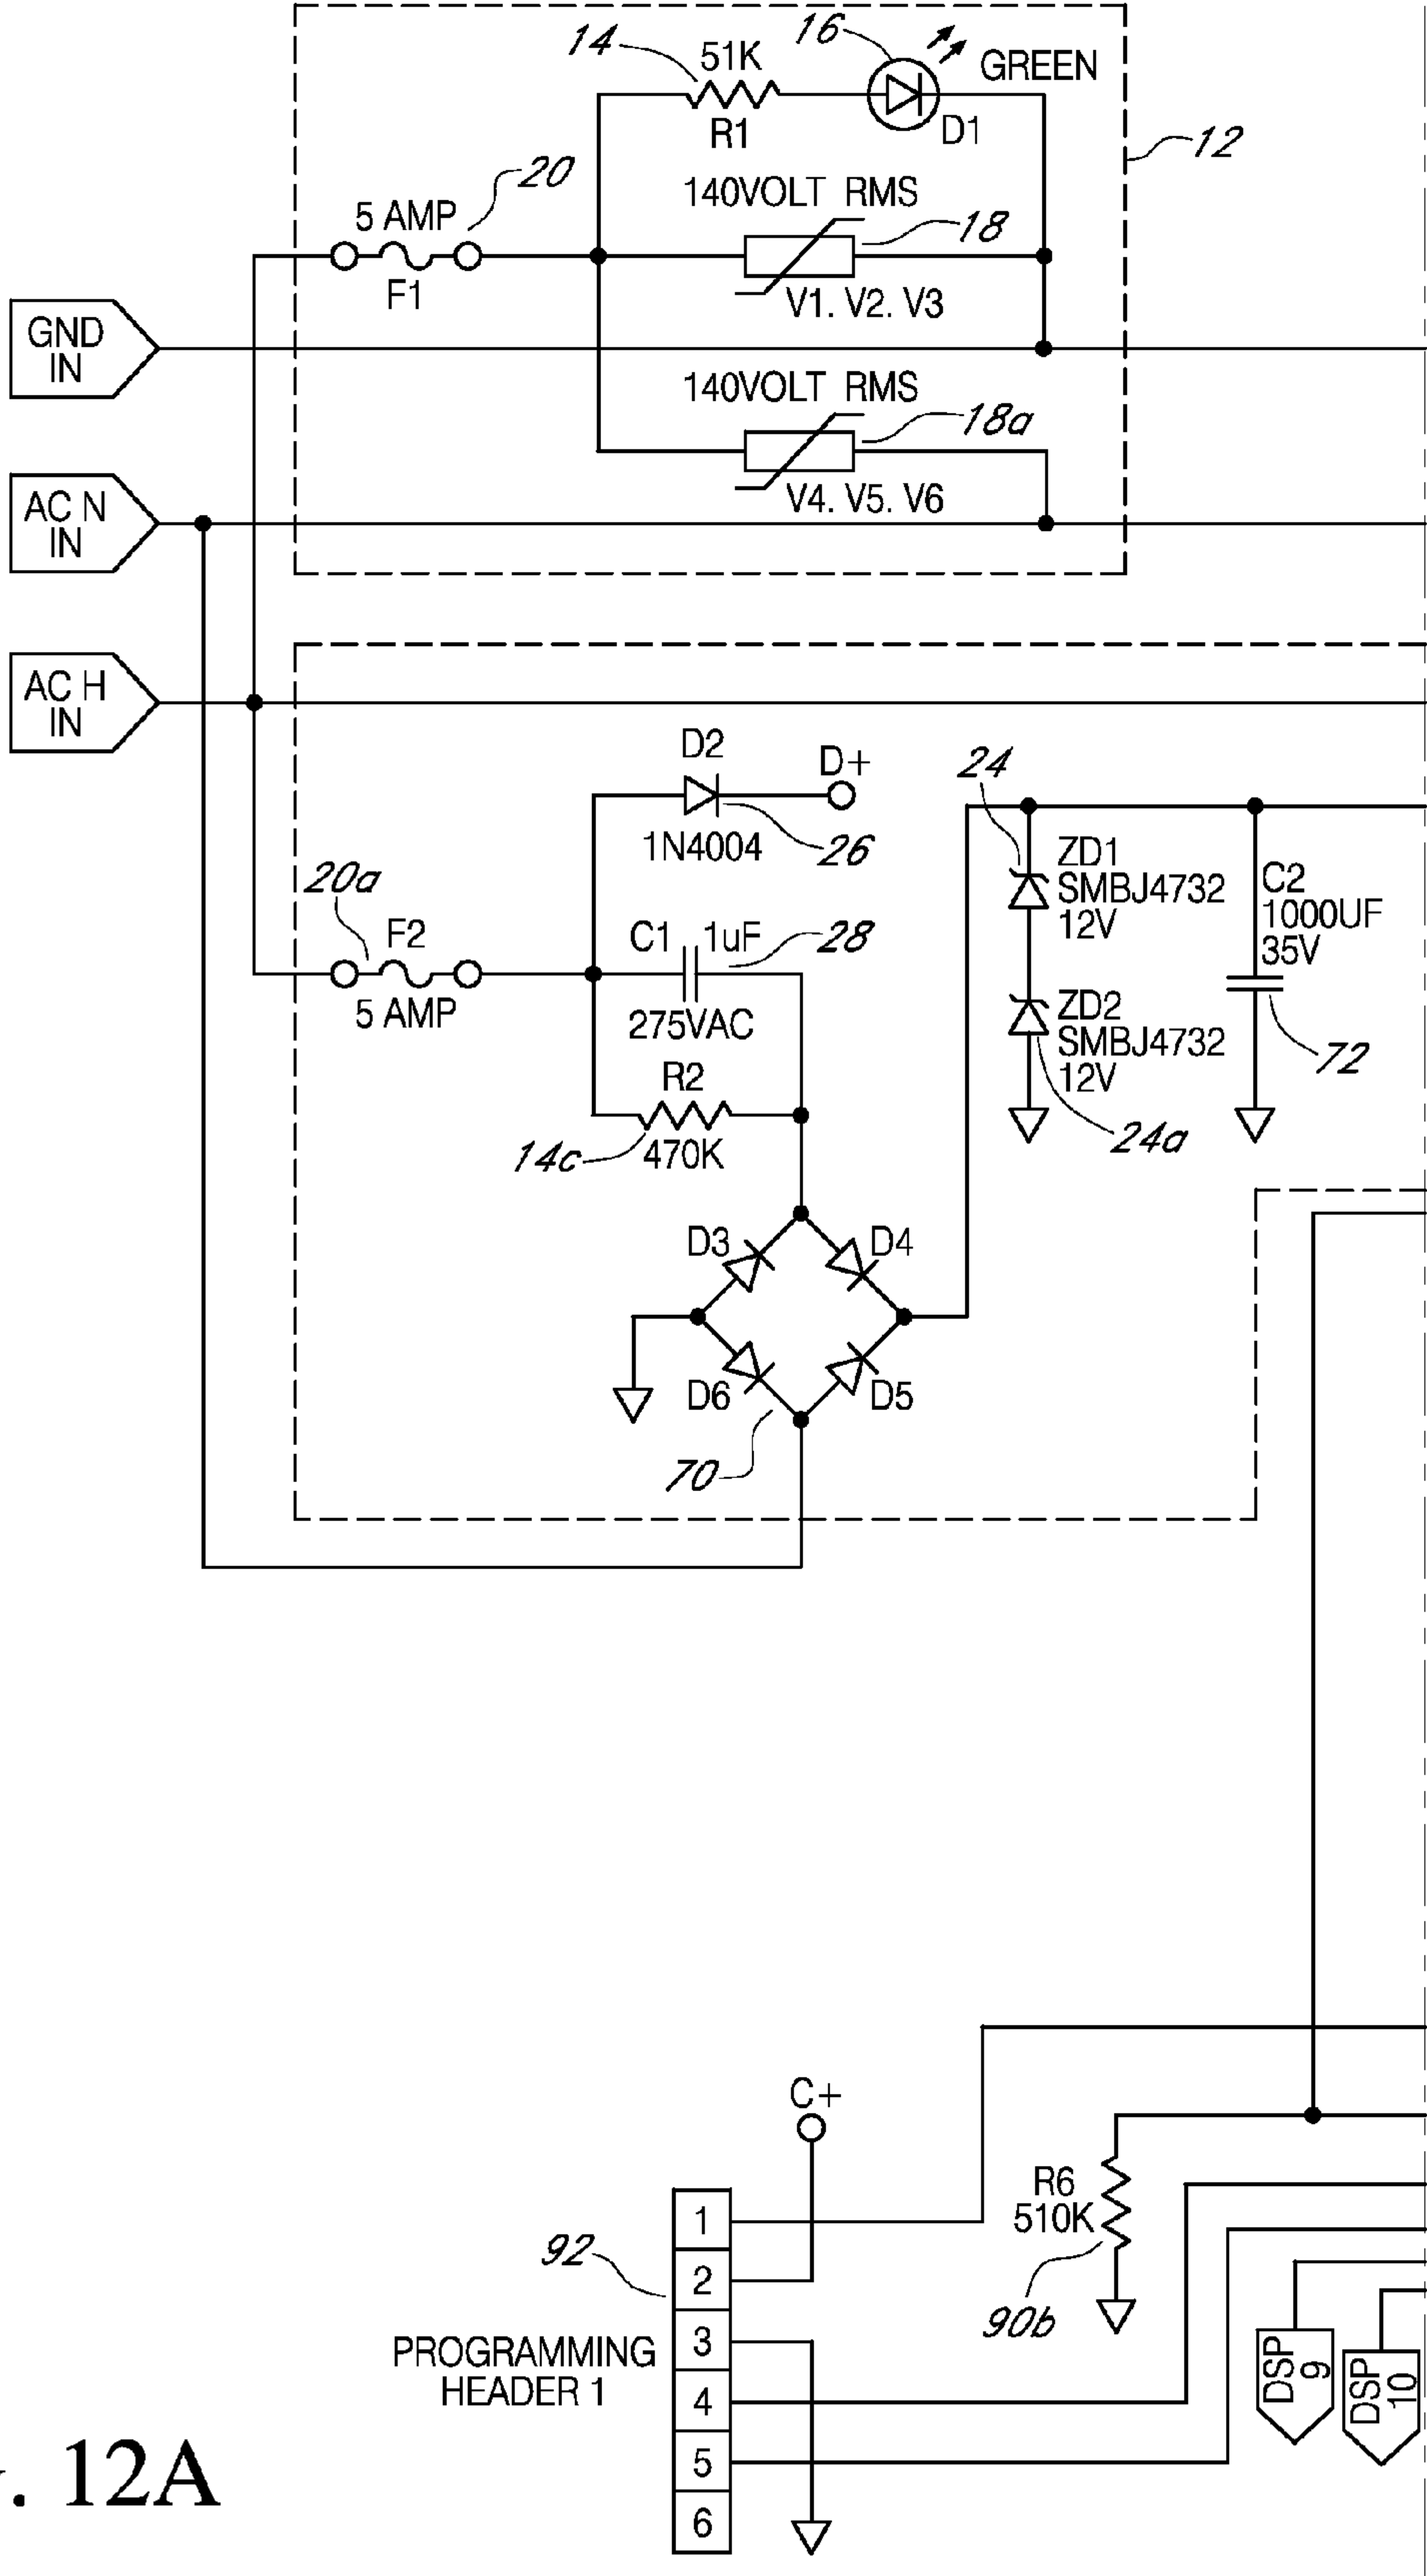 14
51K
16
GREEN
R1
D1
12
20
5 AMP
F1
140VOLT RMS
18
V1. V2. V3
GND
IN
140VOLT RMS
18a
V4. V5. V6
AC N
IN
AC H
IN
D2
D+
1N4004
26
24
ZD1
SMBJ4732
12V
C2
1000UF
35V
20a
F2
5 AMP
C1 1uF
28
275VAC
ZD2
SMBJ4732
12V
72
24a
R2
14c
470K
D3
D4
D6
D5
70
C+
R6
510K
90b
92
1
2
3
4
5
6
PROGRAMMING
HEADER 1
DSP
9
DSP
10
. 12A